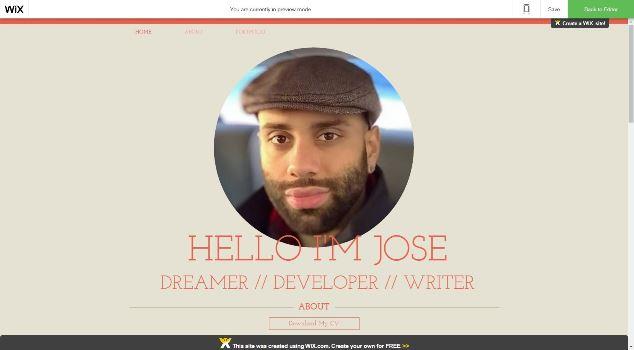 WiX
You are currently in preview mode
Save
Back to Editor
Create a WiX site!
HOME
ABOUT
PORTFOLIO
HELLO I'M JOSE
DREAMER // DEVELOPER // WRITER
ABOUT
Download My CV
This site was created using WIX.com. Create your own for FREE >>